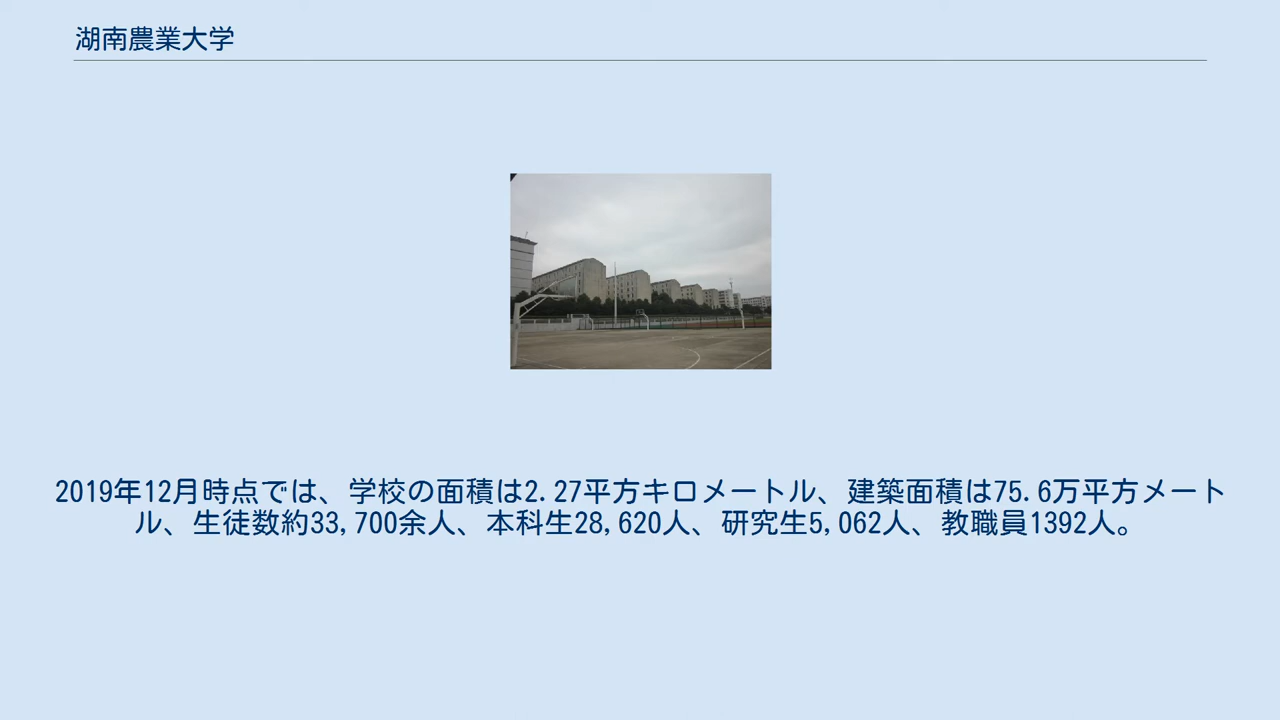 湖南農業大学
2019年12月時点では、学校の面積は2.27平方キロメートル、建築面積は75.6万平方メート
ル、生徒数約33,700余人、本科生28,620人、研究生5,062人、教職員1392人。